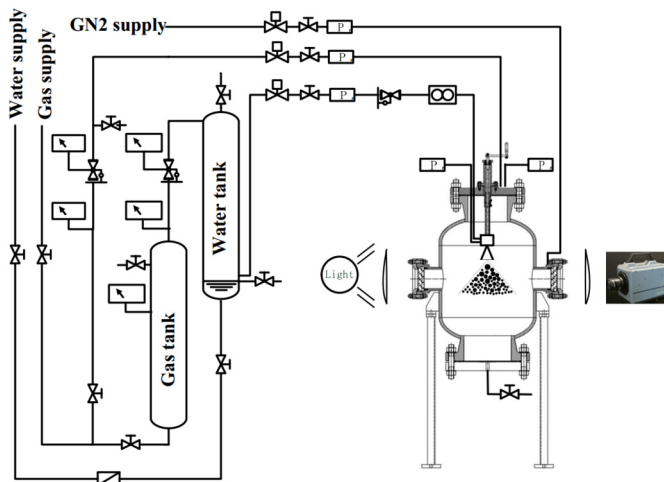 GN2 supply
Water supply
Gas supply
P
P
P
P
P
Water tank
Gas tank
Light